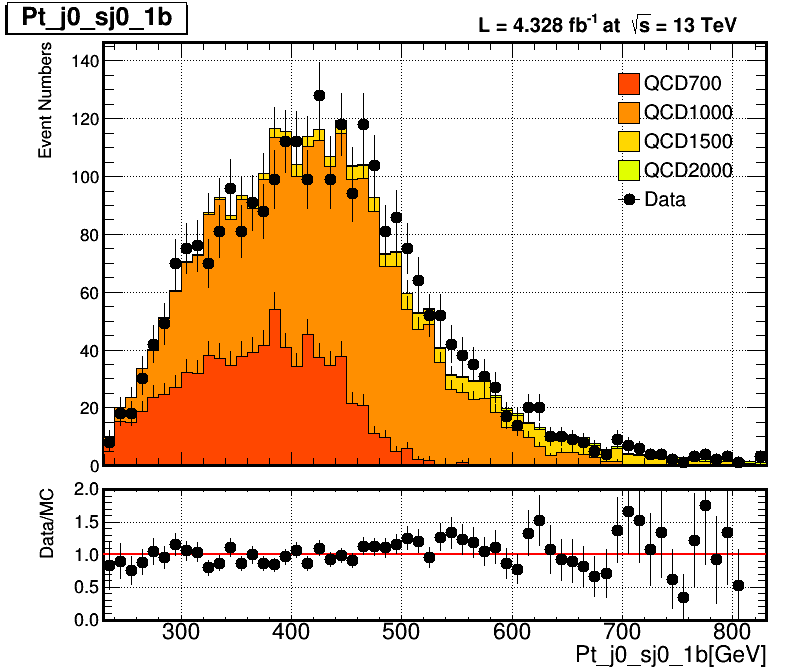 Pt_j0_sj0_1b
L = 4.328 fb⁻¹ at √s = 13 TeV
Event Numbers
140
120
100
80
60
40
20
0
QCD700
QCD1000
QCD1500
QCD2000
Data
Data/MC
2.0
1.5
1.0
0.5
0.0
300 400 500 600 700 800
Pt_j0_sj0_1b[GeV]